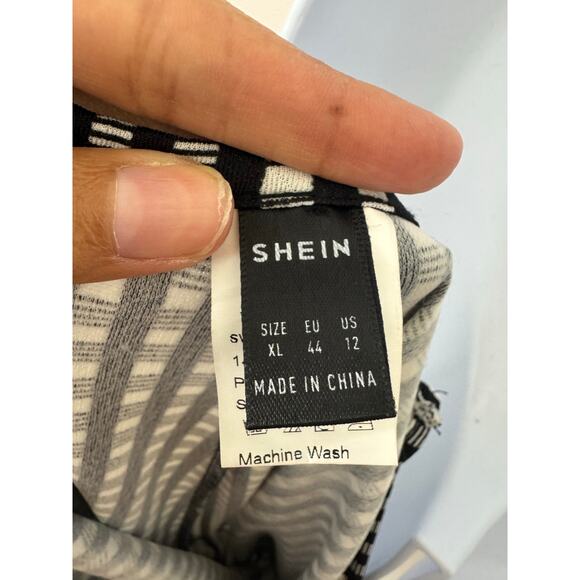 SHEIN
SIZE EU US
XL 44 12
MADE IN CHINA
Machine Wash